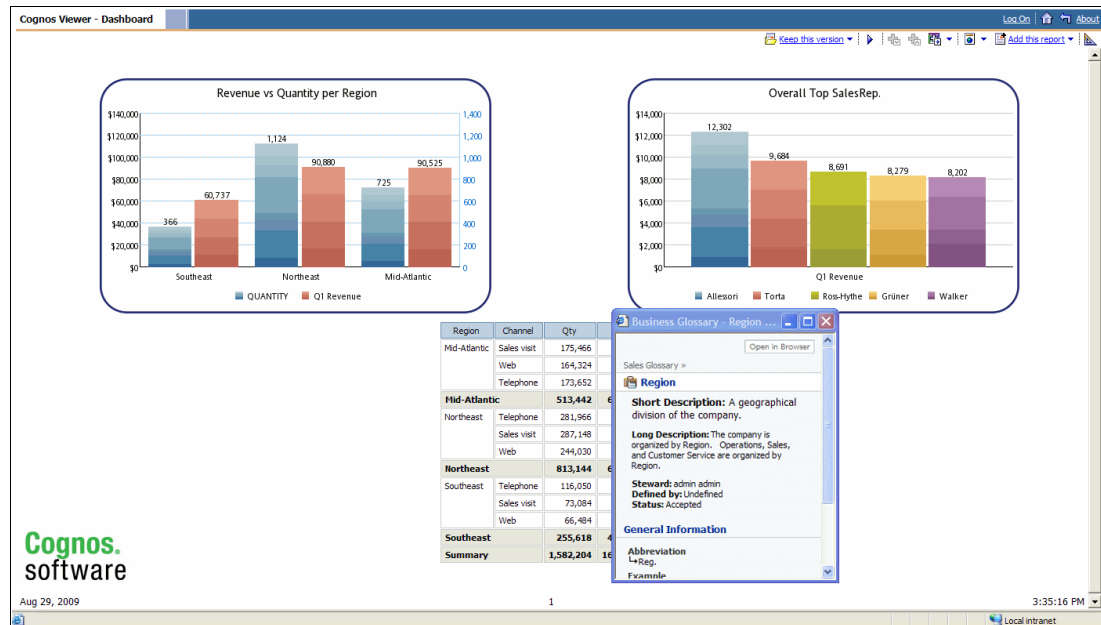 Cognos Viewer - Dashboard
Log On About
Keep this version Add this report
Revenue vs Quantity per Region
$140,000
$120,000
$100,000
$80,000
$60,000
$40,000
$20,000
$0
1,400
1,200
1,000
800
600
400
200
0
366
60,737
1,124
90,880
725
90,525
Southeast Northeast Mid-Atlantic
QUANTITY Q1 Revenue
Overall Top SalesRep.
$14,000
$12,000
$10,000
$8,000
$6,000
$4,000
$2,000
$0
12,302
9,684
8,691
8,279
8,202
Q1 Revenue
Allessori Torta Ross-Hythe Grüner Walker
Region Channel Qty
Mid-Atlantic Sales visit 175,466
Web 164,324
Telephone 173,652
Mid-Atlantic 513,442 6
Northeast Telephone 281,966
Sales visit 287,148
Web 244,030
Northeast 813,144 6
Southeast Telephone 116,050
Sales visit 73,084
Web 66,484
Southeast 255,618 4
Summary 1,582,204 16
Business Glossary - Region ...
Open in Browser
Sales Glossary »
Region
Short Description: A geographical
division of the company.
Long Description: The company is
organized by Region. Operations, Sales,
and Customer Service are organized by
Region.
Steward: admin admin
Defined by: Undefined
Status: Accepted
General Information
Abbreviation
Reg.
Example
Cognos.
software
Aug 29, 2009 1 3:35:16 PM
Local intranet